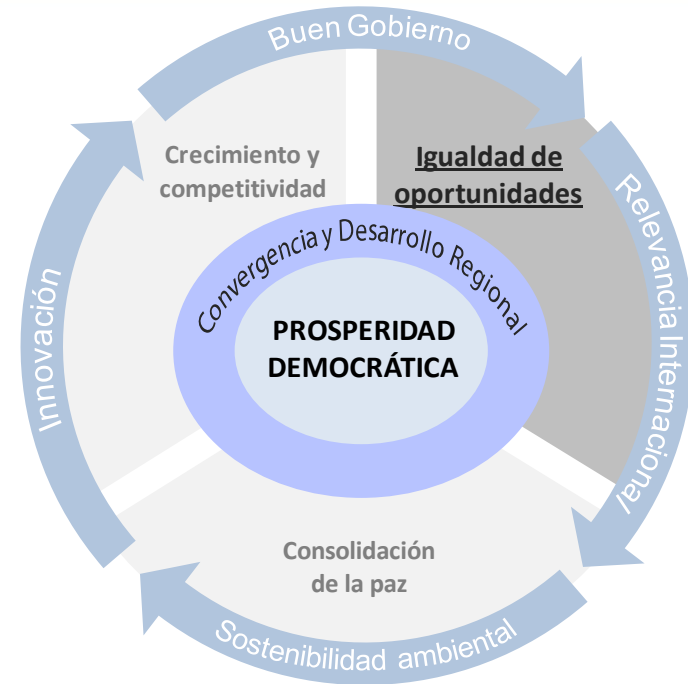 Buen Gobierno
Crecimiento y
competitividad
Igualdad de
oportunidades
Relevancia Internacional
Innovación
Convergencia y Desarrollo Regional
PROSPERIDAD
DEMOCRÁTICA
Consolidación
de la paz
Sostenibilidad ambiental